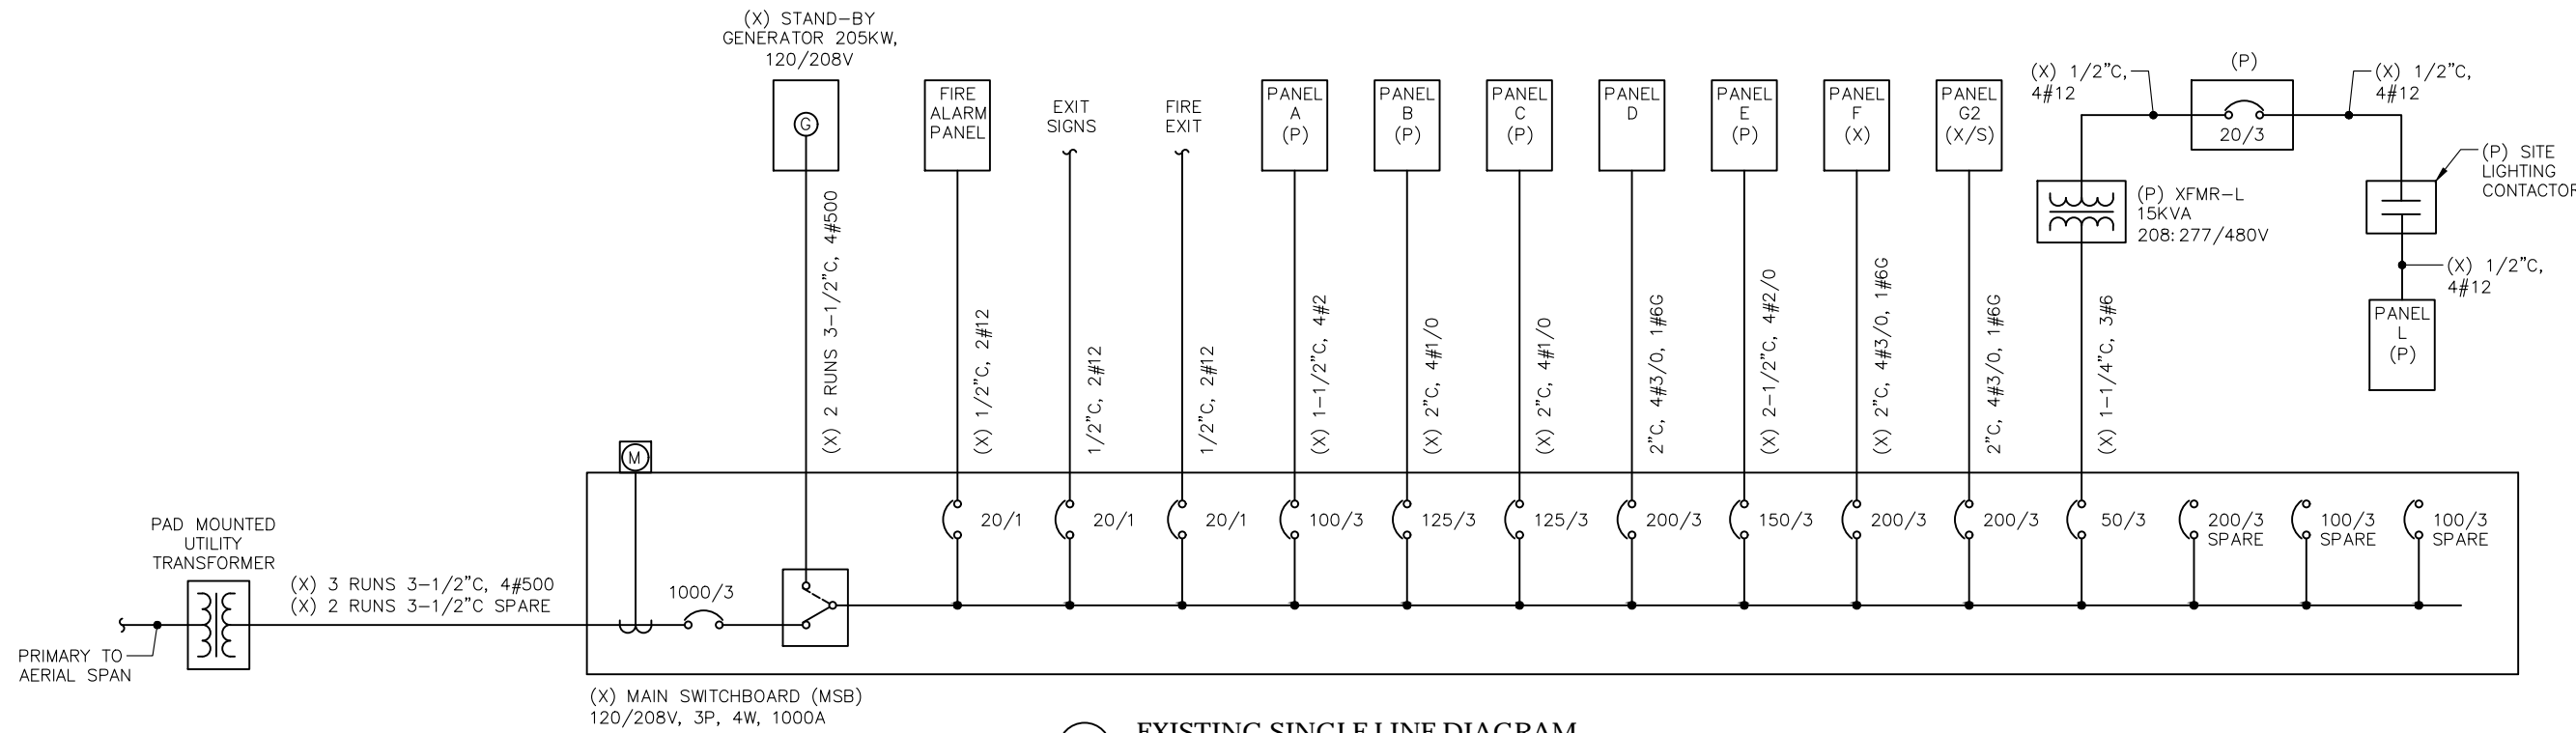 (X) STAND-BY
GENERATOR 205KW,
120/208V
G
FIRE
ALARM
PANEL
EXIT
SIGNS
FIRE
EXIT
PANEL
A
(P)
PANEL
B
(P)
PANEL
C
(P)
PANEL
D
PANEL
E
(P)
PANEL
F
(X)
PANEL
G2
(X/S)
(X) 1/2"C,
4#12
(P)
20/3
(X) 1/2"C,
4#12
(P) SITE
LIGHTING
CONTACTOR
(P) XFMR-L
15KVA
208:277/480V
(X) 1/2"C,
4#12
PANEL
L
(P)
(X) 2 RUNS 3-1/2"C, 4#500
(X) 1/2"C, 2#12
1/2"C, 2#12
1/2"C, 2#12
(X) 1-1/2"C, 4#2
(X) 2"C, 4#1/0
(X) 2"C, 4#1/0
2"C, 4#3/0, 1#6G
(X) 2-1/2"C, 4#2/0
(X) 2"C, 4#3/0, 1#6G
2"C, 4#3/0, 1#6G
(X) 1-1/4"C, 3#6
M
20/1
20/1
20/1
100/3
125/3
125/3
200/3
150/3
200/3
200/3
50/3
200/3
SPARE
100/3
SPARE
100/3
SPARE
PAD MOUNTED
UTILITY
TRANSFORMER
(X) 3 RUNS 3-1/2"C, 4#500
(X) 2 RUNS 3-1/2"C SPARE
1000/3
PRIMARY TO
AERIAL SPAN
(X) MAIN SWITCHBOARD (MSB)
120/208V, 3P, 4W, 1000A
EXISTING SINGLE LINE DIAGRAM